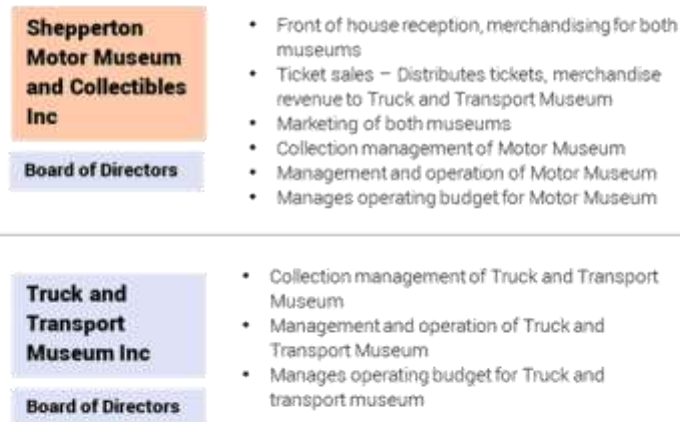 Shepperton
Motor Museum
and Collectibles
Inc
Board of Directors
• Front of house reception, merchandising for both
museums
• Ticket sales – Distributes tickets, merchandise
revenue to Truck and Transport Museum
• Marketing of both museums
• Collection management of Motor Museum
• Management and operation of Motor Museum
• Manages operating budget for Motor Museum
Truck and
Transport
Museum Inc
Board of Directors
• Collection management of Truck and Transport
Museum
• Management and operation of Truck and
Transport Museum
• Manages operating budget for Truck and
transport museum